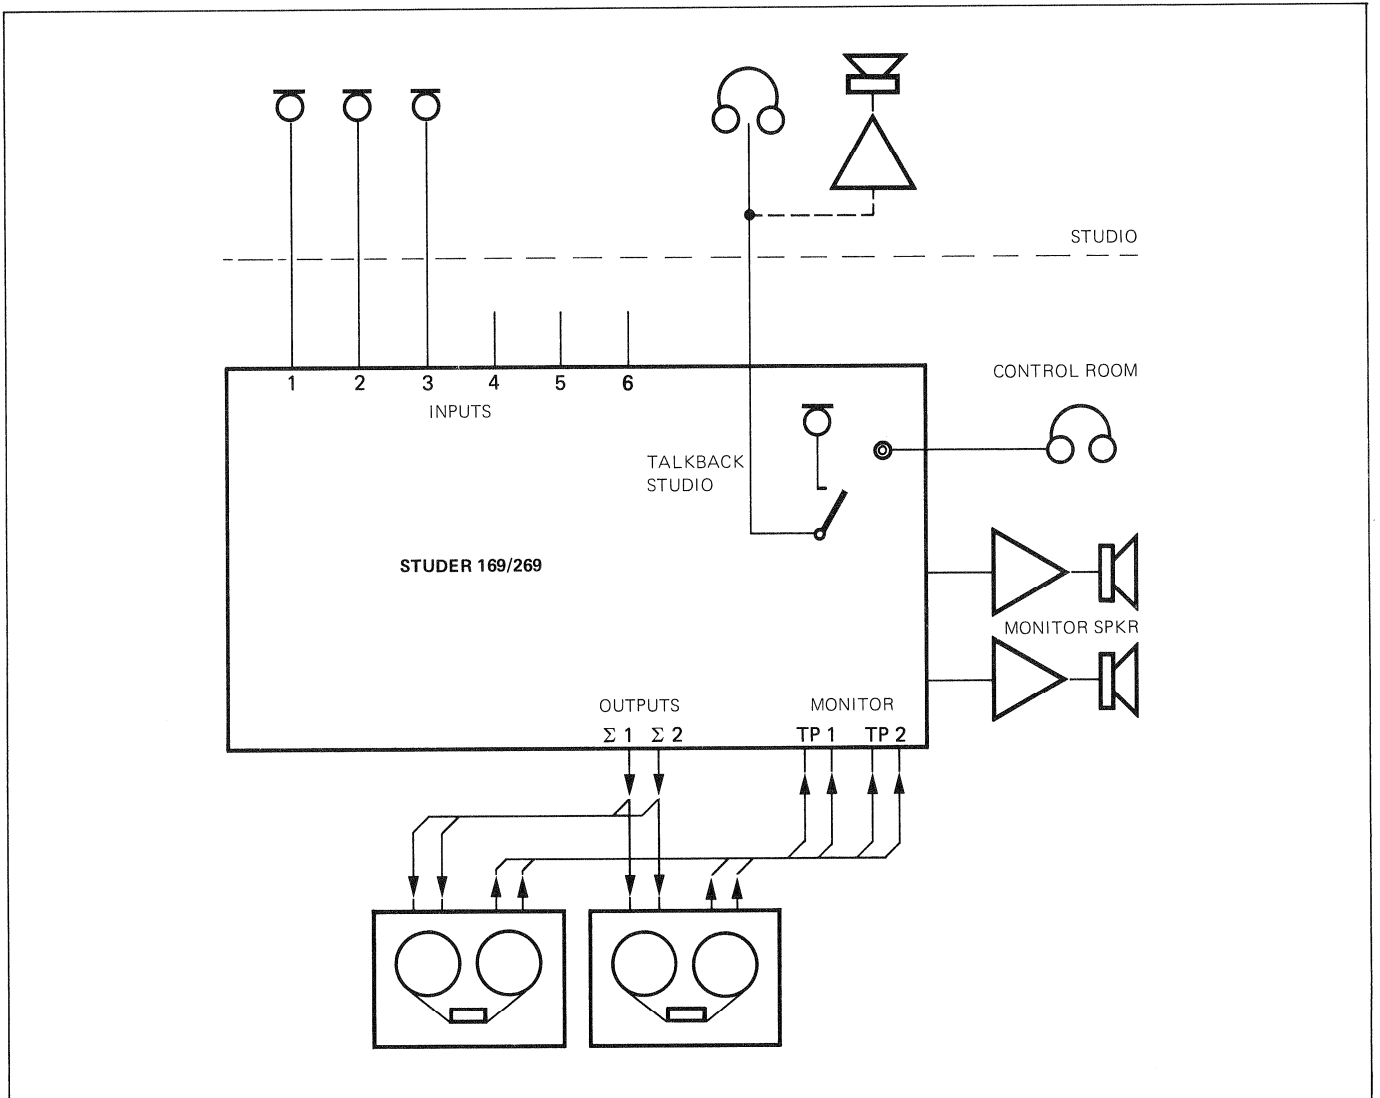 STUDIO
CONTROL ROOM
1 2 3 4 5 6
INPUTS
TALKBACK
STUDIO
STUDER 169/269
MONITOR SPKR
OUTPUTS MONITOR
Σ 1 Σ 2 TP 1 TP 2